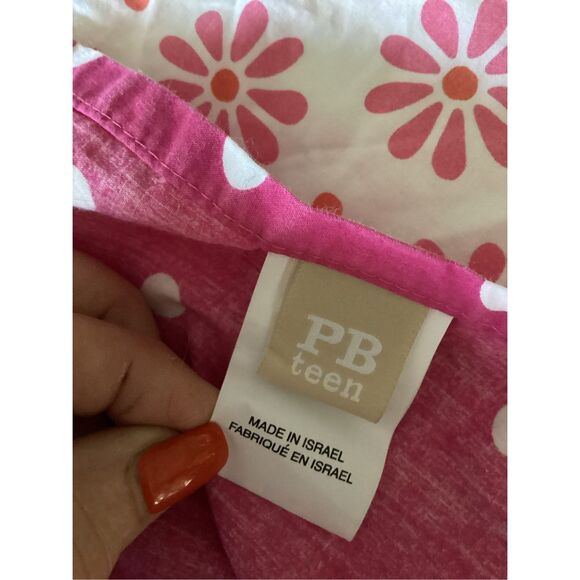 PB
teen
MADE IN ISRAEL
FABRIQUÉ EN ISRAEL